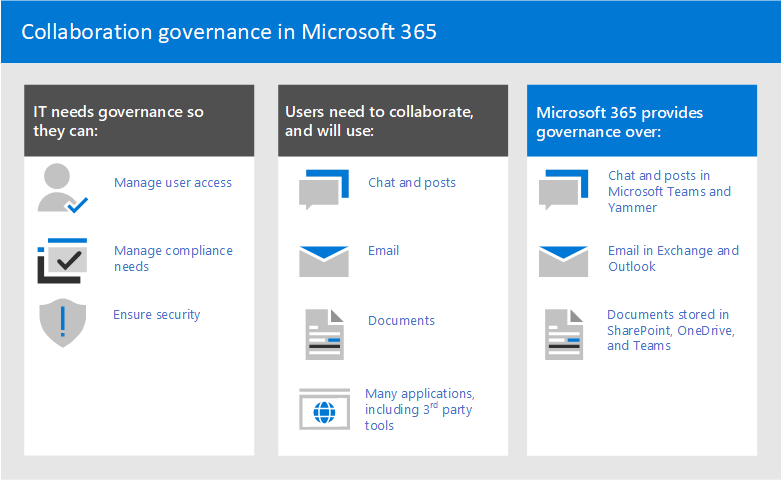 Collaboration governance in Microsoft 365
IT needs governance so
they can:
Manage user access
Manage compliance
needs
Ensure security
Users need to collaborate,
and will use:
Chat and posts
Email
Documents
Many applications,
including 3rd party
tools
Microsoft 365 provides
governance over:
Chat and posts in
Microsoft Teams and
Yammer
Email in Exchange and
Outlook
Documents stored in
SharePoint, OneDrive,
and Teams